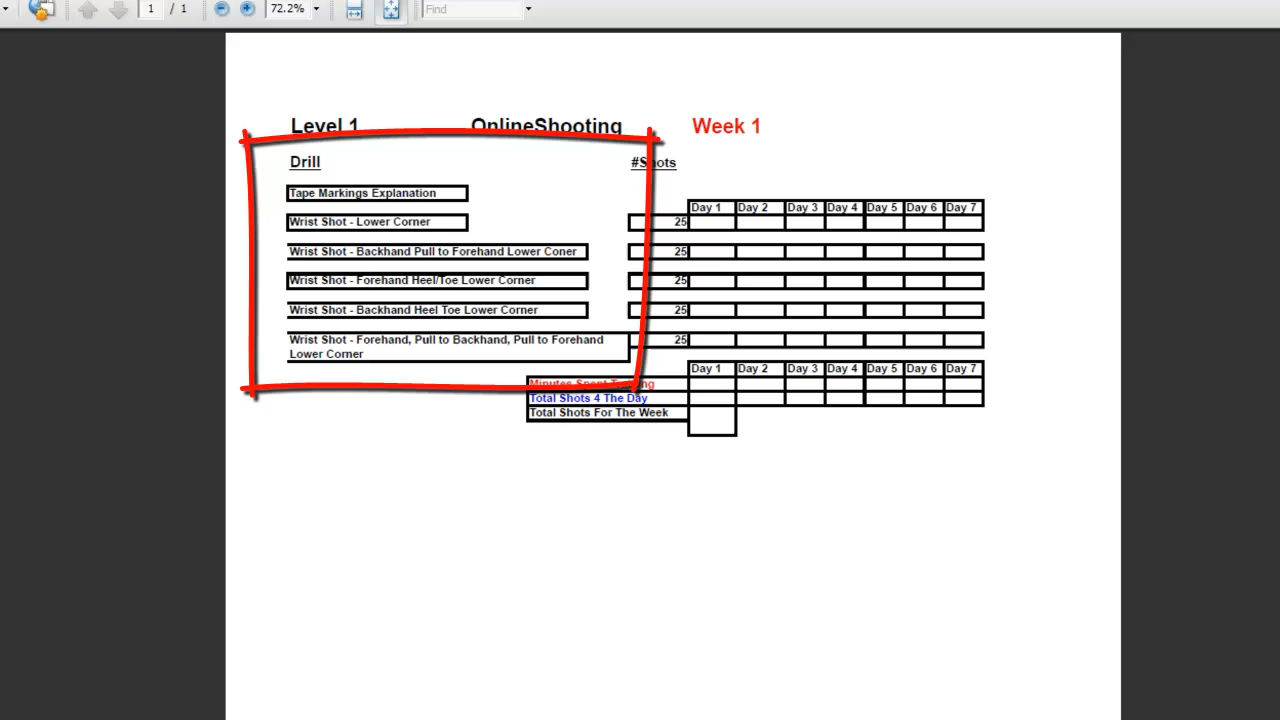 1 / 1 72.2% Find
Level 1 OnlineShooting Week 1
Drill #Shots
Tape Markings Explanation
Day 1 Day 2 Day 3 Day 4 Day 5 Day 6 Day 7
Wrist Shot - Lower Corner 25
Wrist Shot - Backhand Pull to Forehand Lower Coner 25
Wrist Shot - Forehand Heel/Toe Lower Corner 25
Wrist Shot - Backhand Heel Toe Lower Corner 25
Wrist Shot - Forehand, Pull to Backhand, Pull to Forehand 25
Lower Corner
Day 1 Day 2 Day 3 Day 4 Day 5 Day 6 Day 7
Minutes Spent Training
Total Shots 4 The Day
Total Shots For The Week